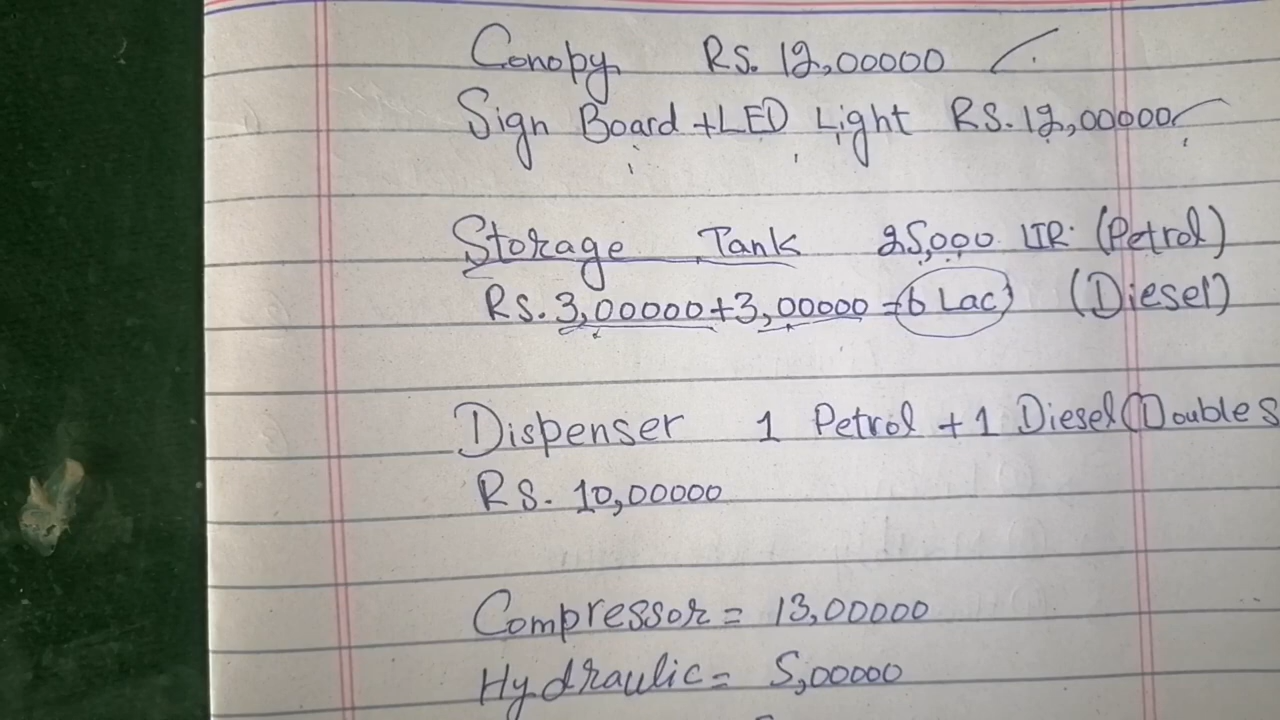 Conopy RS. 12,00000
Sign Board + LED Light RS. 12,00000
Storage Tank 25,000 LTR. (Petrol)
RS. 3,00000+3,00000 = 6 Lac (Diesel)
Dispenser 1 Petrol + 1 Diesel (Doubles
RS. 10,00000
Compressor = 13,00000
Hydraulic = 5,00000